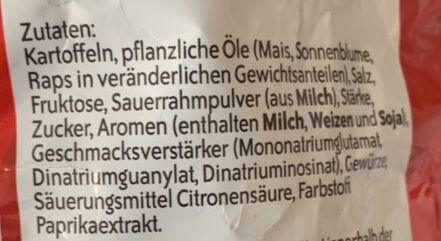 Zutaten:
Kartoffeln, pflanzliche Öle (Mais, Sonnenblume,
Raps in veränderlichen Gewichtsanteilen), Salz,
Fruktose, Sauerrahmpulver (aus Milch), Stärke,
Zucker, Aromen (enthalten Milch, Weizen und Soja),
Geschmacksverstärker (Mononatriumglutamat,
Dinatriumguanylat, Dinatriuminosinat), Gewürze,
Säuerungsmittel Citronensäure, Farbstoff
Paprikaextrakt.
der